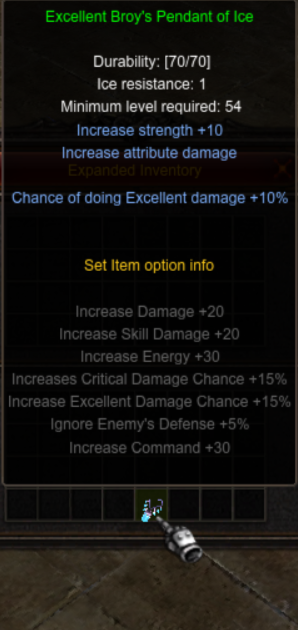 Excellent Broy's Pendant of Ice
Durability: [70/70]
Ice resistance: 1
Minimum level required: 54
Increase strength +10
Increase attribute damage
Expanded Inventory
Chance of doing Excellent damage +10%
Set Item option info
Increase Damage +20
Increase Skill Damage +20
Increase Energy +30
Increases Critical Damage Chance +15%
Increases Excellent Damage Chance +15%
Ignore Enemy's Defense +5%
Increase Command +30